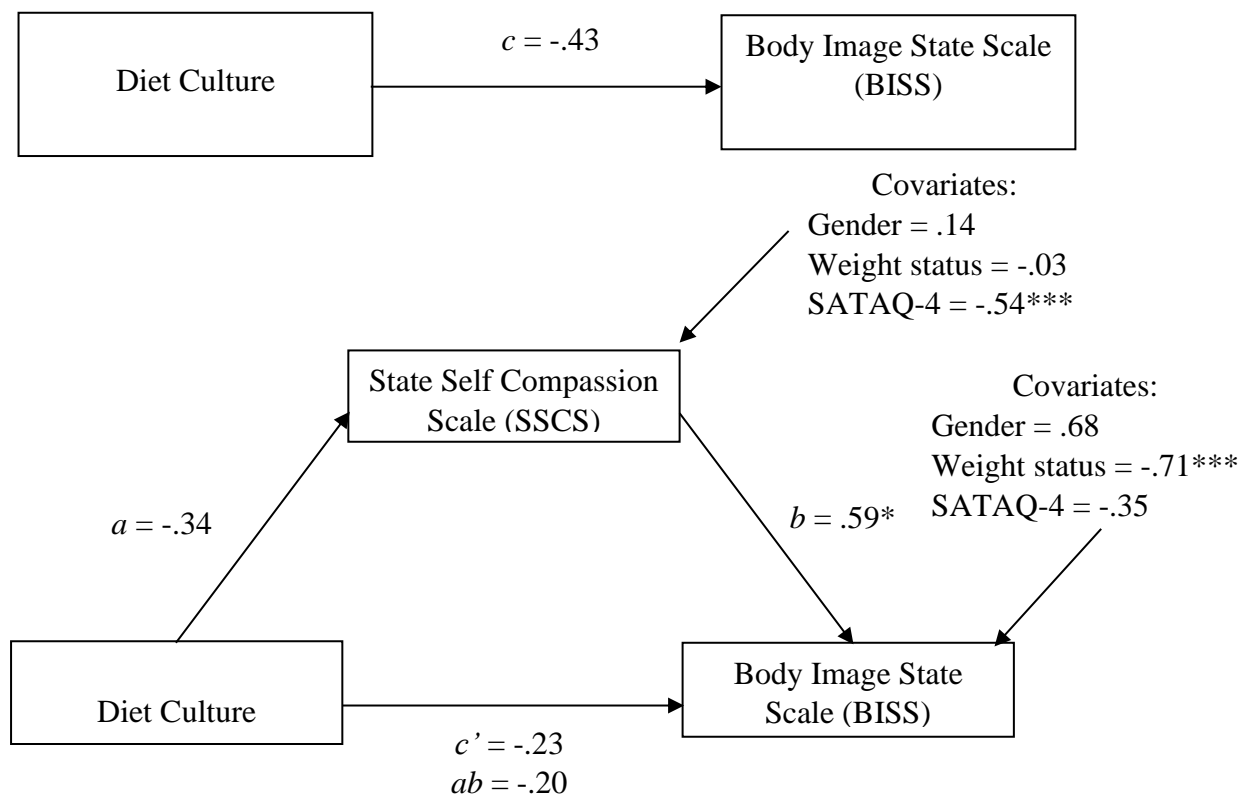 Diet Culture
c = -.43
Body Image State Scale
(BISS)
Covariates:
Gender = .14
Weight status = -.03
SATAQ-4 = -.54***
State Self Compassion
Scale (SSCS)
Covariates:
Gender = .68
Weight status = -.71***
SATAQ-4 = -.35
a = -.34
b = .59*
Diet Culture
Body Image State
Scale (BISS)
c’ = -.23
ab = -.20